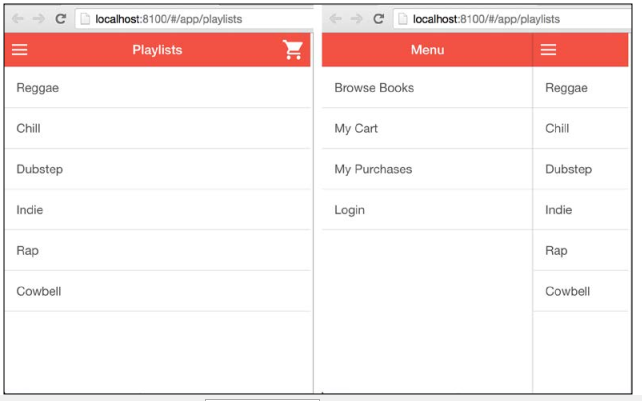 localhost:8100/#/app/playlists
Playlists
Reggae
Chill
Dubstep
Indie
Rap
Cowbell
localhost:8100/#/app/playlists
Menu
Browse Books
My Cart
My Purchases
Login
Reggae
Chill
Dubstep
Indie
Rap
Cowbell